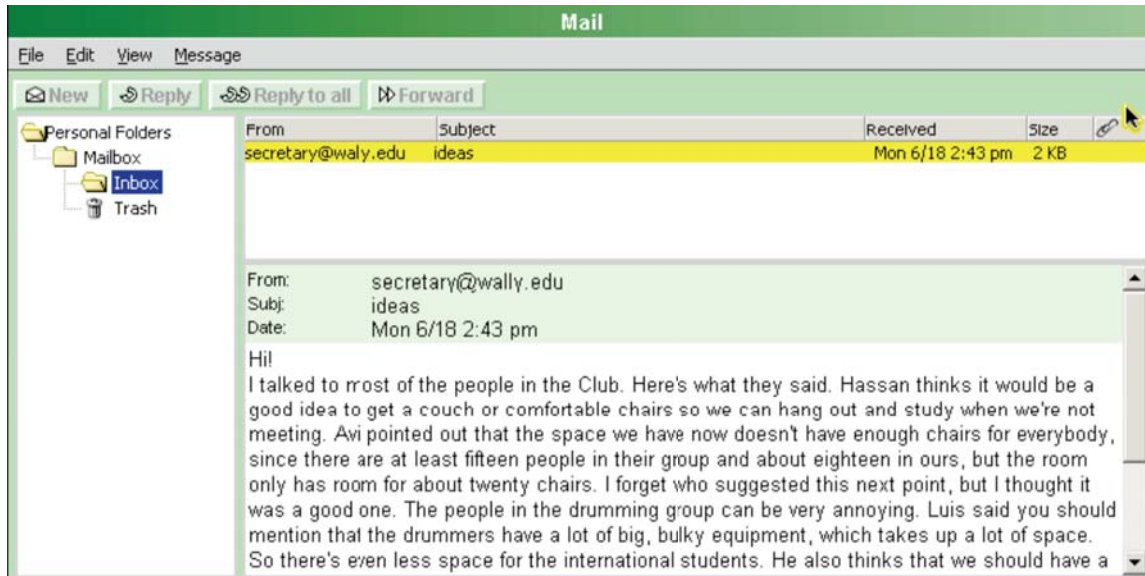 Mail
File Edit View Message
New Reply Reply to all Forward
Personal Folders
Mailbox
Inbox
Trash
From Subject Received Size
secretary@waly.edu ideas Mon 6/18 2:43 pm 2 KB
From: secretary@wally.edu
Subj: ideas
Date: Mon 6/18 2:43 pm
Hi!
I talked to most of the people in the Club. Here's what they said. Hassan thinks it would be a
good idea to get a couch or comfortable chairs so we can hang out and study when we're not
meeting. Avi pointed out that the space we have now doesn't have enough chairs for everybody,
since there are at least fifteen people in their group and about eighteen in ours, but the room
only has room for about twenty chairs. I forget who suggested this next point, but I thought it
was a good one. The people in the drumming group can be very annoying. Luis said you should
mention that the drummers have a lot of big, bulky equipment, which takes up a lot of space.
So there's even less space for the international students. He also thinks that we should have a